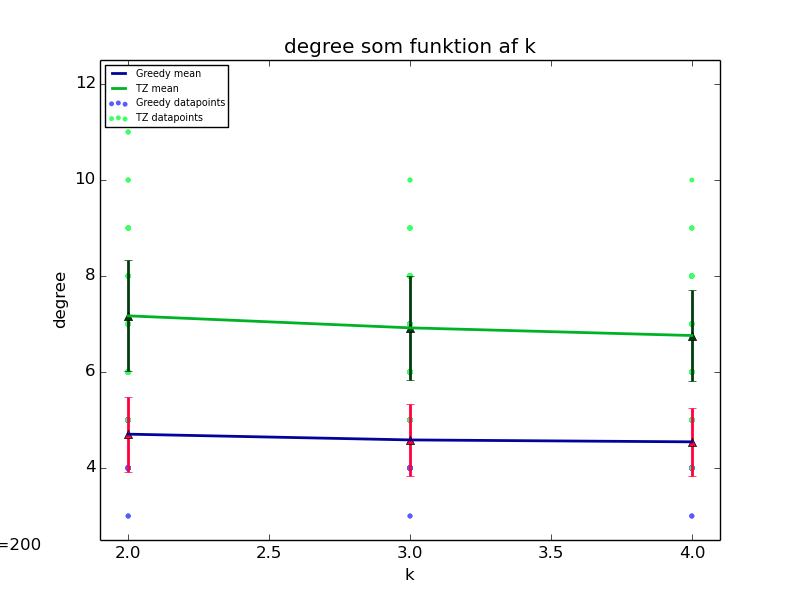 degree som funktion af k
Greedy mean
TZ mean
Greedy datapoints
TZ datapoints
12
10
8
6
4
degree
=200
2.0 2.5 3.0 3.5 4.0
k